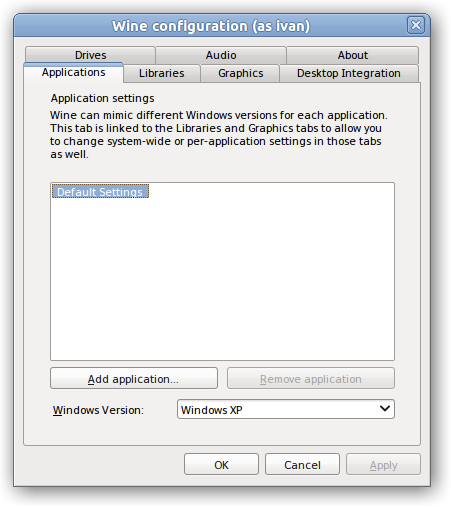 Wine configuration (as ivan)
Drives
Audio
About
Applications
Libraries
Graphics
Desktop Integration
Application settings
Wine can mimic different Windows versions for each application.
This tab is linked to the Libraries and Graphics tabs to allow you
to change system-wide or per-application settings in those tabs
as well.
Default Settings
Add application...
Remove application
Windows Version:
Windows XP
OK
Cancel
Apply